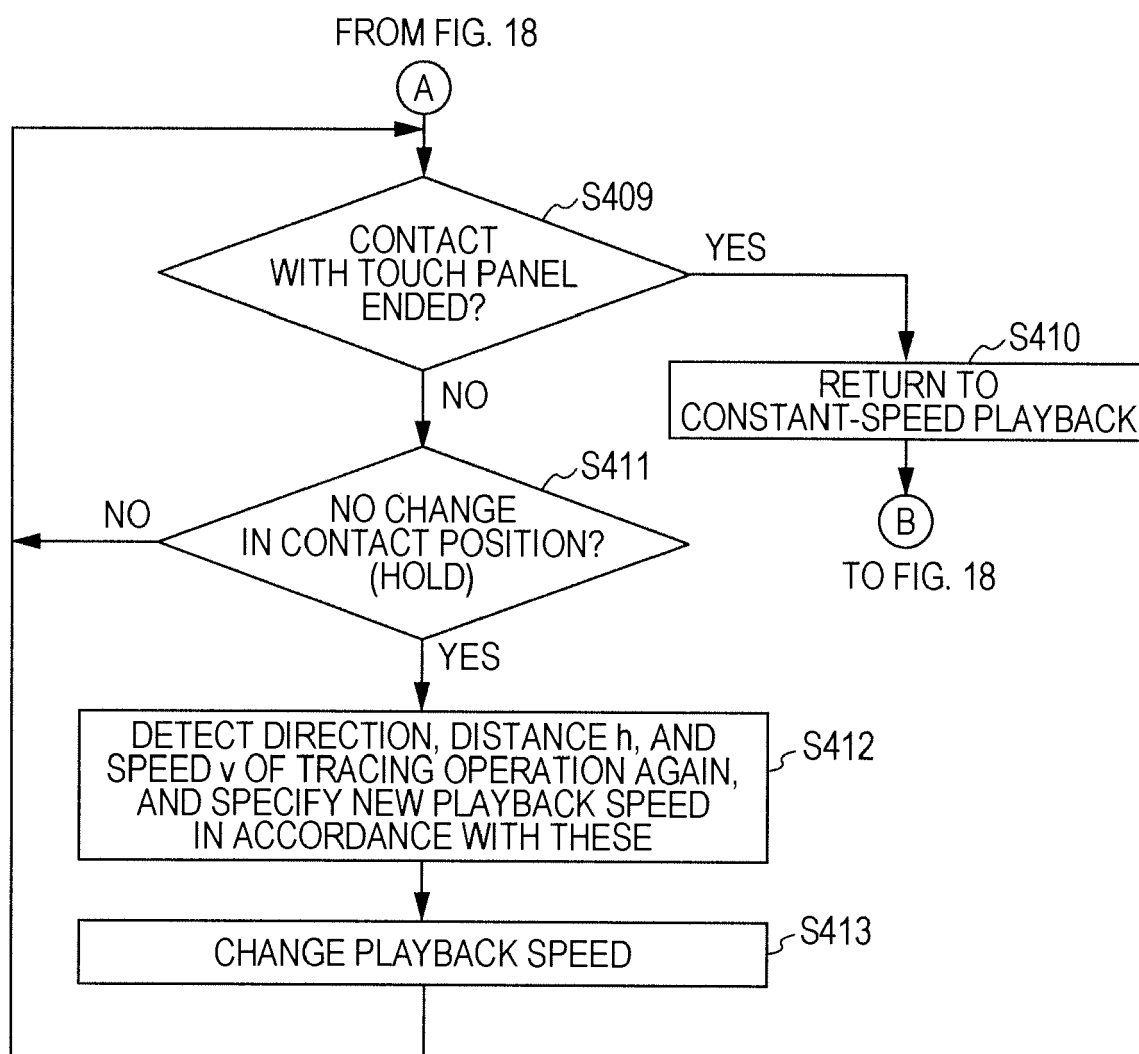 FROM FIG. 18
A
S409
CONTACT
WITH TOUCH PANEL
ENDED?
YES
S410
RETURN TO
CONSTANT-SPEED PLAYBACK
NO
S411
NO
NO CHANGE
IN CONTACT POSITION?
(HOLD)
B
TO FIG. 18
YES
DETECT DIRECTION, DISTANCE h, AND
SPEED v OF TRACING OPERATION AGAIN,
AND SPECIFY NEW PLAYBACK SPEED
IN ACCORDANCE WITH THESE
S412
CHANGE PLAYBACK SPEED
S413